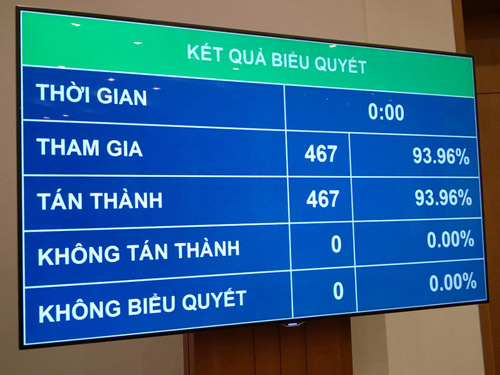 KẾT QUẢ BIỂU QUYẾT
THỜI GIAN 0:00
THAM GIA 467 93.96%
TÁN THÀNH 467 93.96%
KHÔNG TÁN THÀNH 0 0.00%
KHÔNG BIỂU QUYẾT 0 0.00%